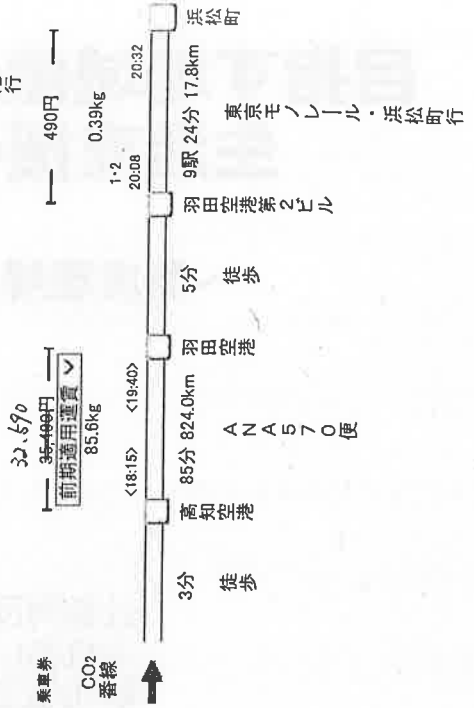 乗車券
CO2
番線
3分
徒歩
高知空港
32,690
35,400円
前期適用運賃
85.6kg
<18:15>
<19:40>
85分 824.0km
ANA570便
羽田空港
5分
徒歩
羽田空港第2ビル
行
490円
0.39kg
1・2
20:08
20:32
9駅 24分 17.8km
東京モノレール・浜松町行
浜松町